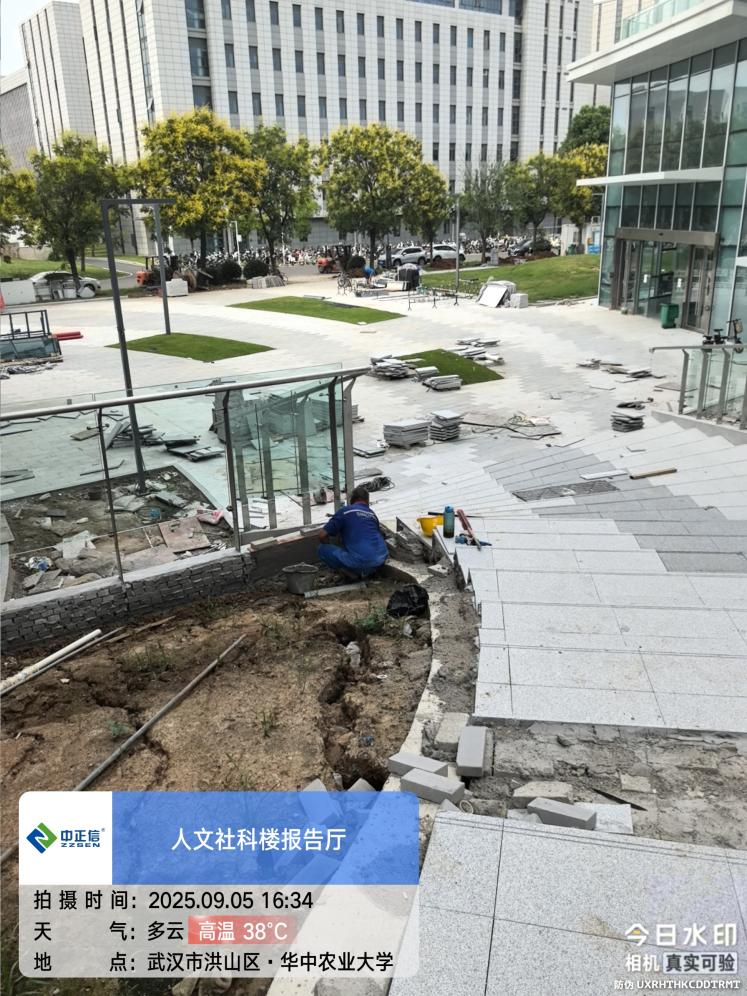 中正信®
ZZSEN
人文社科楼报告厅
拍摄时间：2025.09.05 16:34
天气：多云 高温 38°C
地点：武汉市洪山区·华中农业大学
今日水印
相机 真实可验
防伪 UXRHTHKCDDTRMT